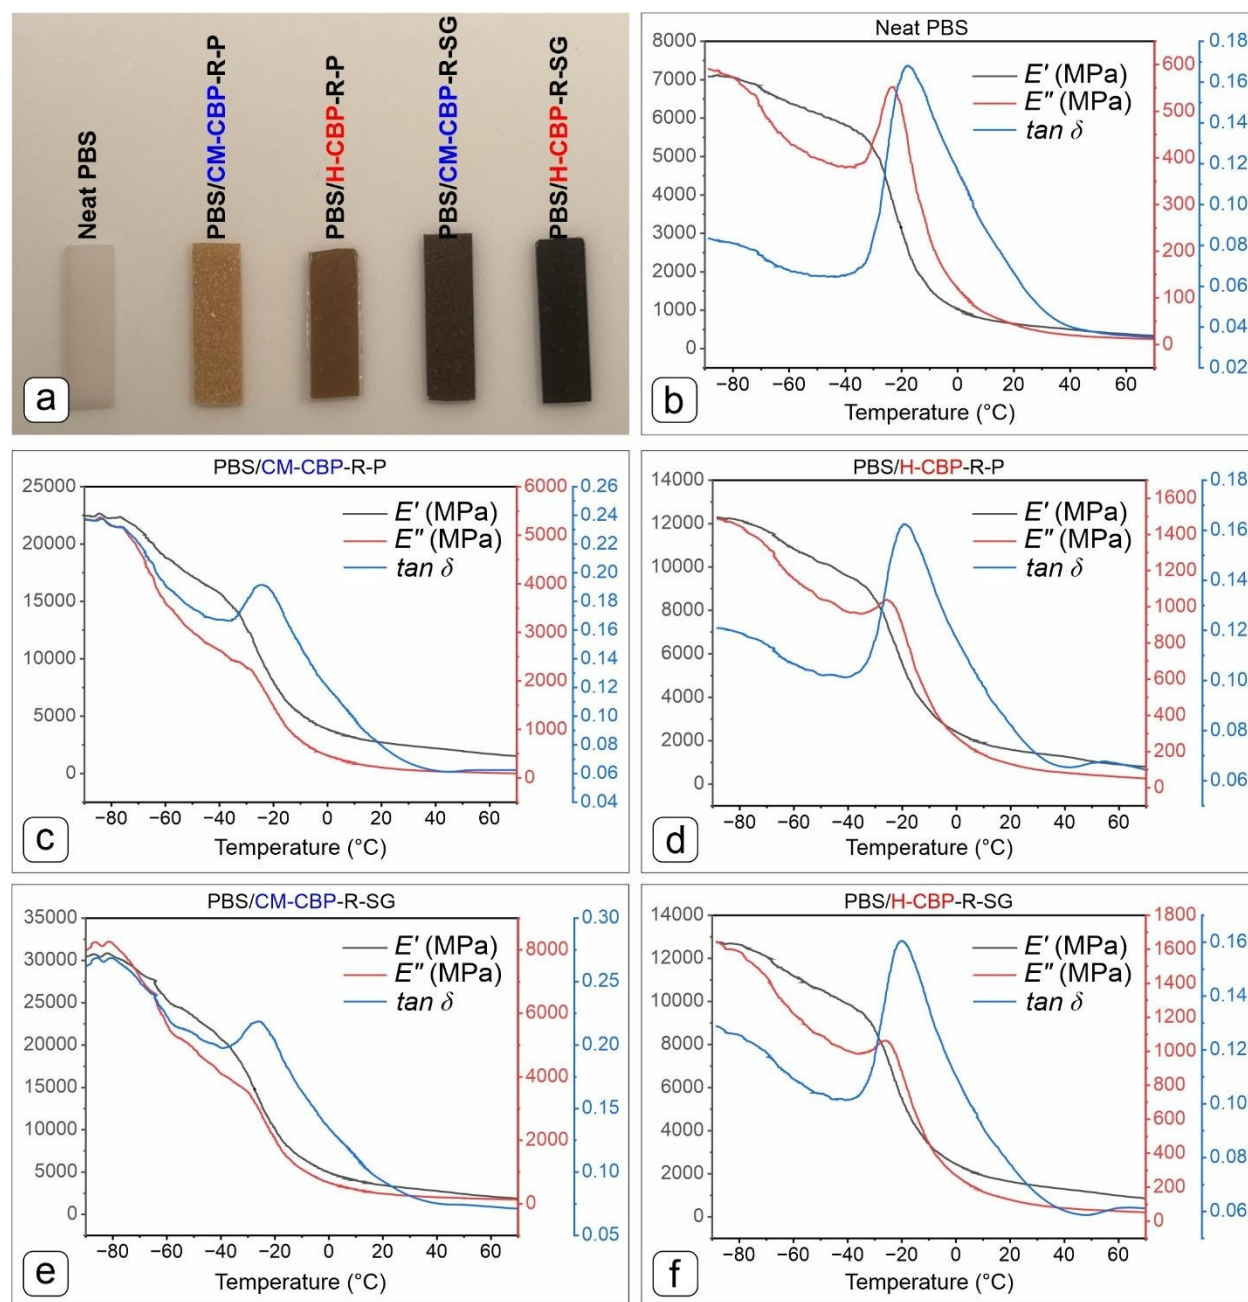 Neat PBS
PBS/CM-CBP-R-P
PBS/H-CBP-R-P
PBS/CM-CBP-R-SG
PBS/H-CBP-R-SG
a
Neat PBS
E′ (MPa)
E″ (MPa)
tan δ
8000
7000
6000
5000
4000
3000
2000
1000
0
600
500
400
300
200
100
0
0.18
0.16
0.14
0.12
0.10
0.08
0.06
0.04
0.02
−80 −60 −40 −20 0 20 40 60
Temperature (°C)
b
PBS/CM-CBP-R-P
E′ (MPa)
E″ (MPa)
tan δ
25000
20000
15000
10000
5000
0
6000
5000
4000
3000
2000
1000
0
0.26
0.24
0.22
0.20
0.18
0.16
0.14
0.12
0.10
0.08
0.06
0.04
−80 −60 −40 −20 0 20 40 60
Temperature (°C)
c
PBS/H-CBP-R-P
E′ (MPa)
E″ (MPa)
tan δ
14000
12000
10000
8000
6000
4000
2000
0
1600
1400
1200
1000
800
600
400
200
0
0.18
0.16
0.14
0.12
0.10
0.08
0.06
−80 −60 −40 −20 0 20 40 60
Temperature (°C)
d
PBS/CM-CBP-R-SG
E′ (MPa)
E″ (MPa)
tan δ
35000
30000
25000
20000
15000
10000
5000
0
8000
6000
4000
2000
0
0.30
0.25
0.20
0.15
0.10
0.05
−80 −60 −40 −20 0 20 40 60
Temperature (°C)
e
PBS/H-CBP-R-SG
E′ (MPa)
E″ (MPa)
tan δ
14000
12000
10000
8000
6000
4000
2000
0
1800
1600
1400
1200
1000
800
600
400
200
0
0.16
0.14
0.12
0.10
0.08
0.06
−80 −60 −40 −20 0 20 40 60
Temperature (°C)
f